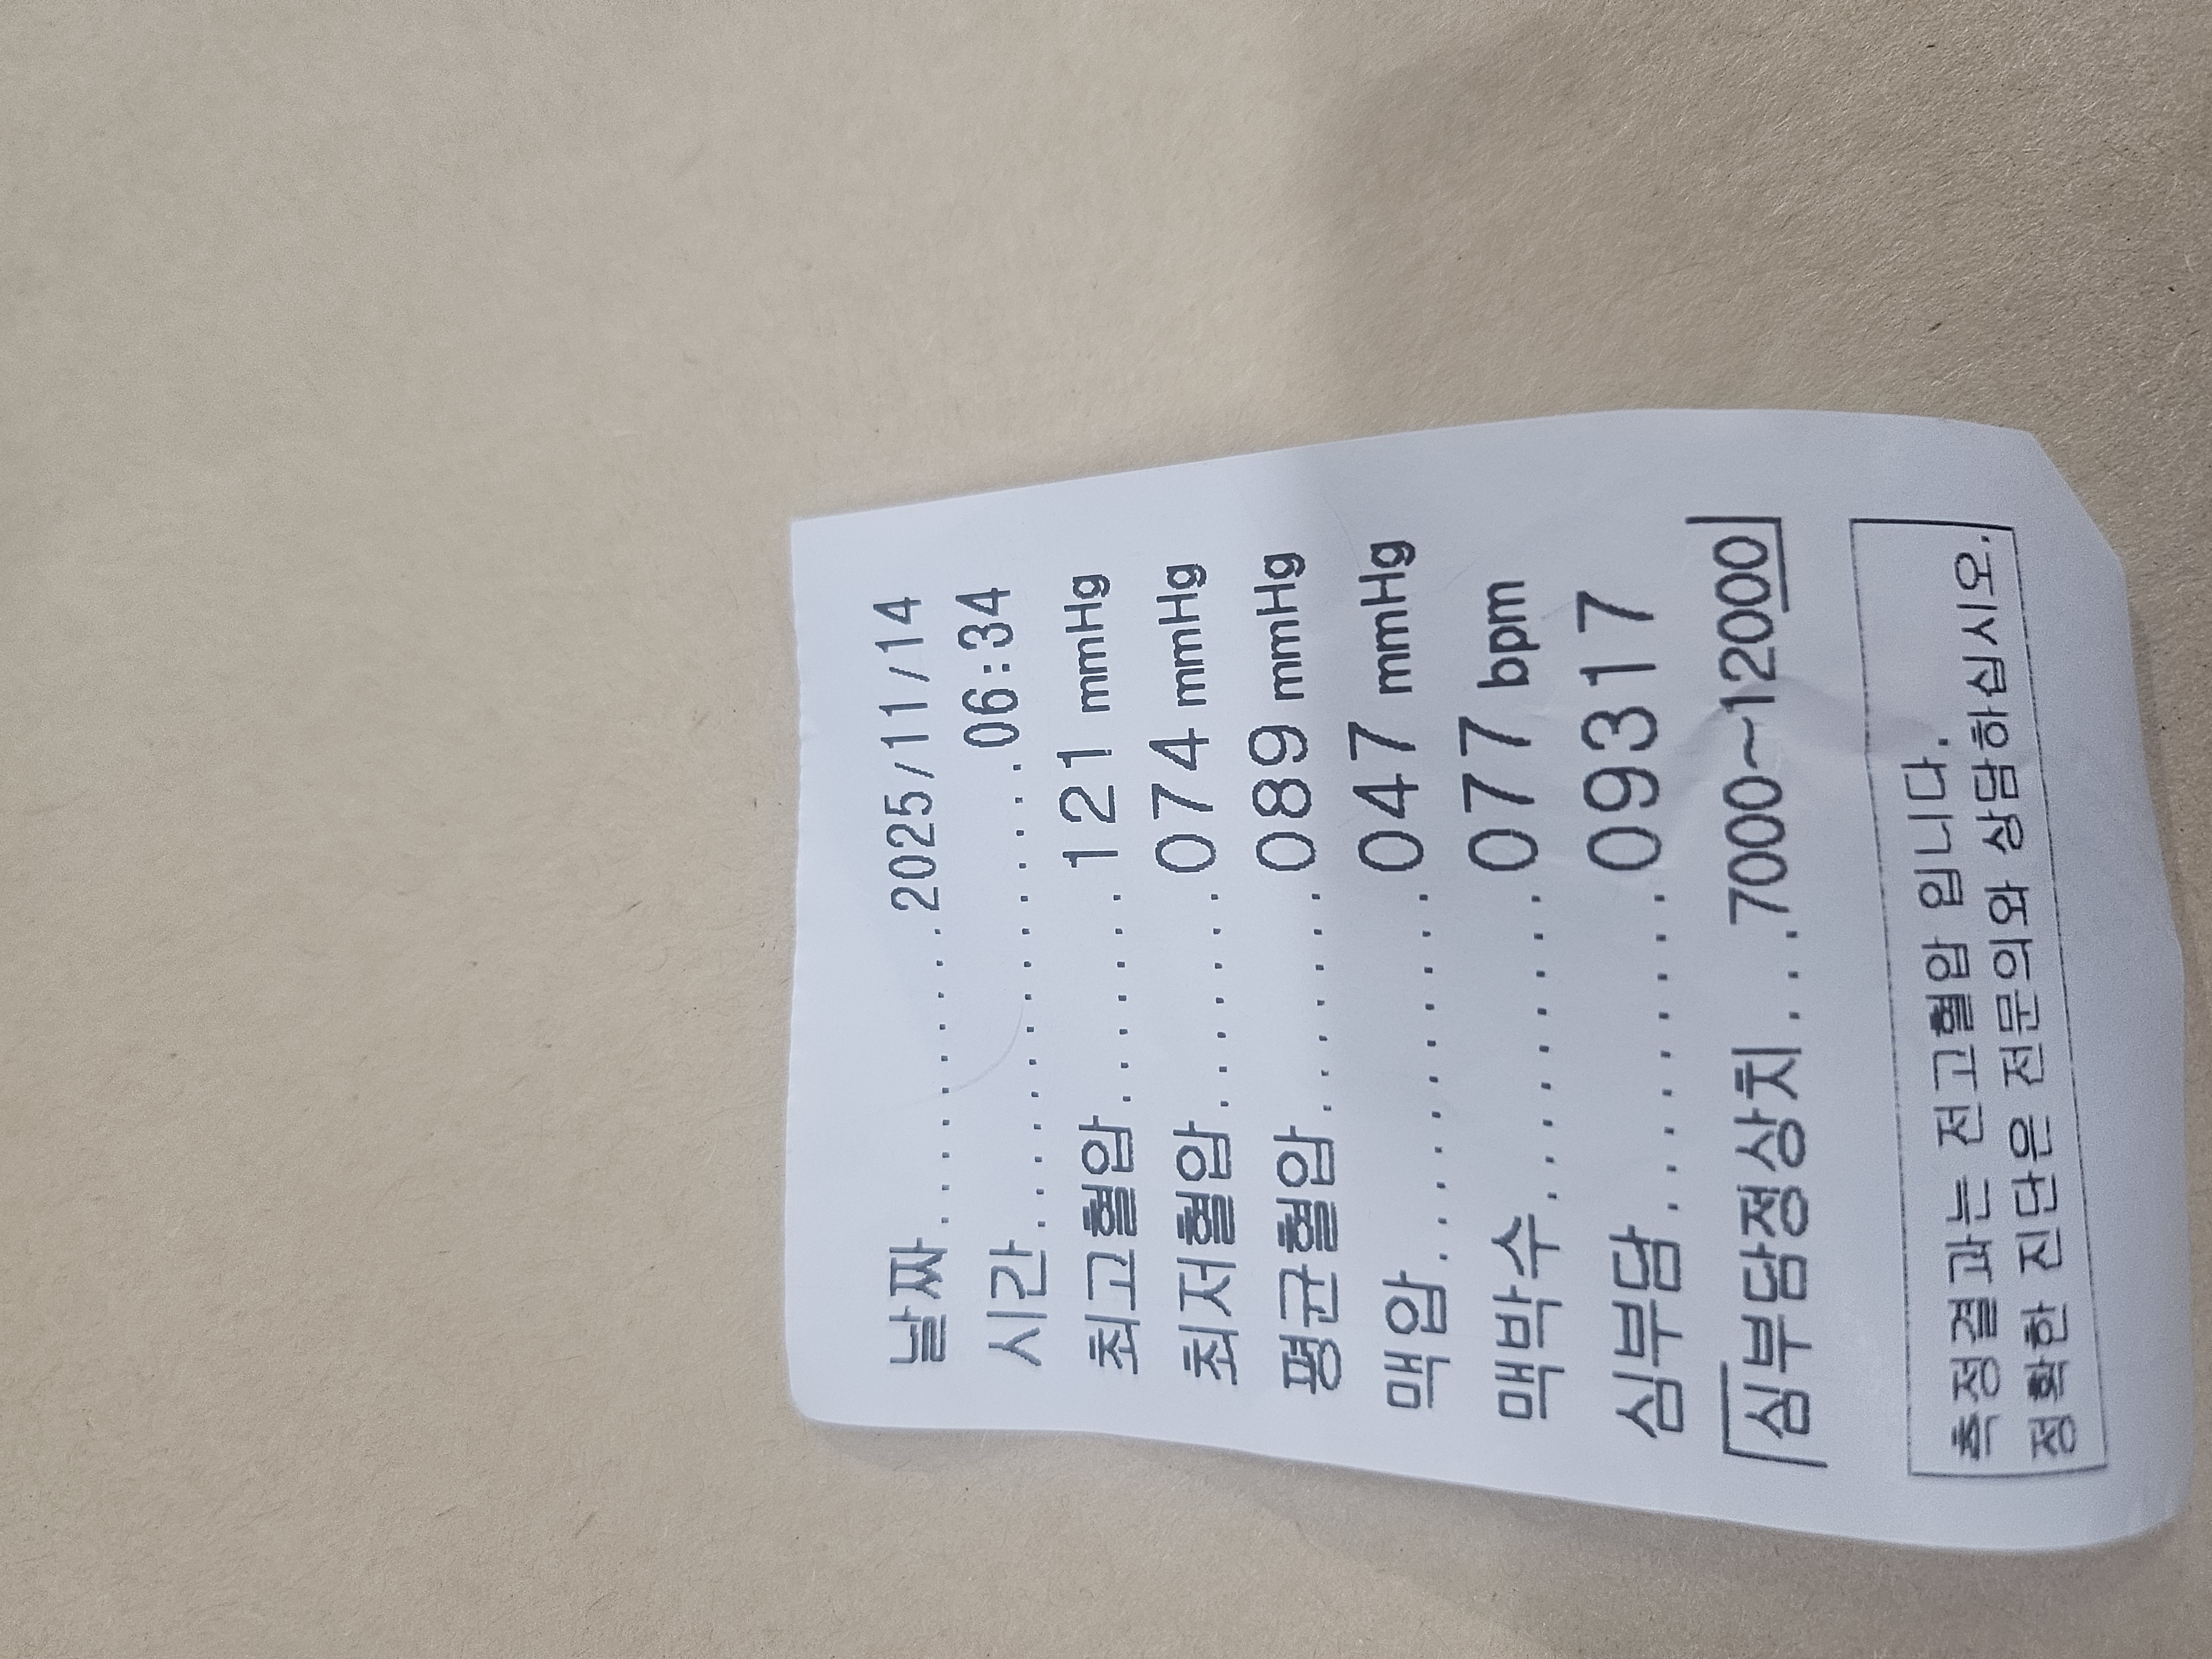 날짜..........2025/11/14
시간................06:34
최고혈압........121 mmHg
최저혈압........074 mmHg
평균혈압........089 mmHg
맥압.............047 mmHg
맥박수...........077 bpm
심부담...........09317
[심부담정상치 ...7000~12000]
측정결과는 전고혈압 입니다.
정확한 진단은 전문의와 상담하십시오.